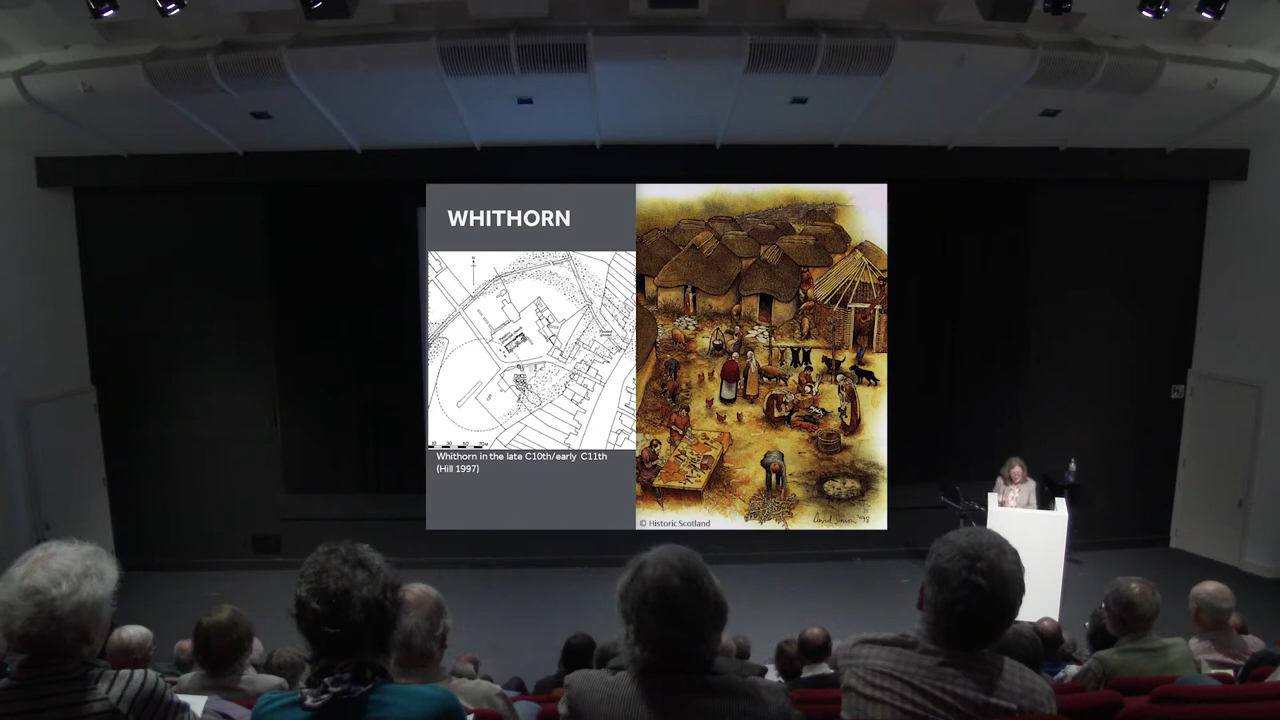 WHITHORN
N
Whithorn in the late C10th/early C11th
(Hill 1997)
© Historic Scotland